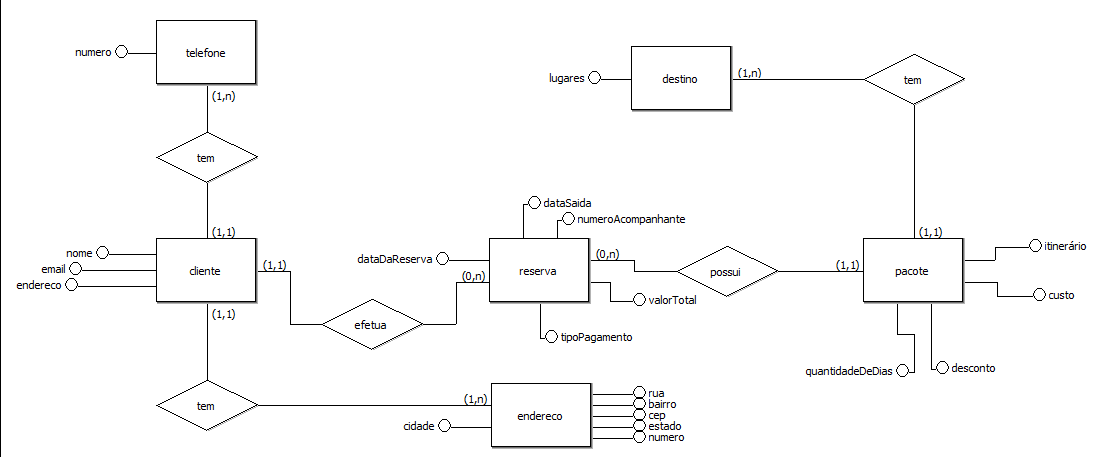 numero
telefone
(1,n)
tem
(1,1)
nome
email
endereco
cliente
(1,1)
(1,1)
efetua
(0,n)
dataDaReserva
dataSaida
numeroAcompanhante
reserva
(0,n)
valorTotal
tipoPagamento
possui
(1,1)
pacote
itinerário
custo
quantidadeDeDias
desconto
(1,1)
tem
(1,n)
destino
lugares
tem
(1,n)
cidade
endereco
rua
bairro
cep
estado
numero